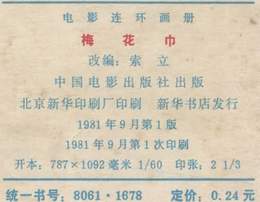 电影连环画册
梅花巾
改编：索立
中国电影出版社出版
北京新华印刷厂印刷 新华书店发行
1981年9月第1版
1981年9月第1次印刷
开本：787×1092毫米 1/60 印张：2 1/3
统一书号：8061·1678 定价：0.24元